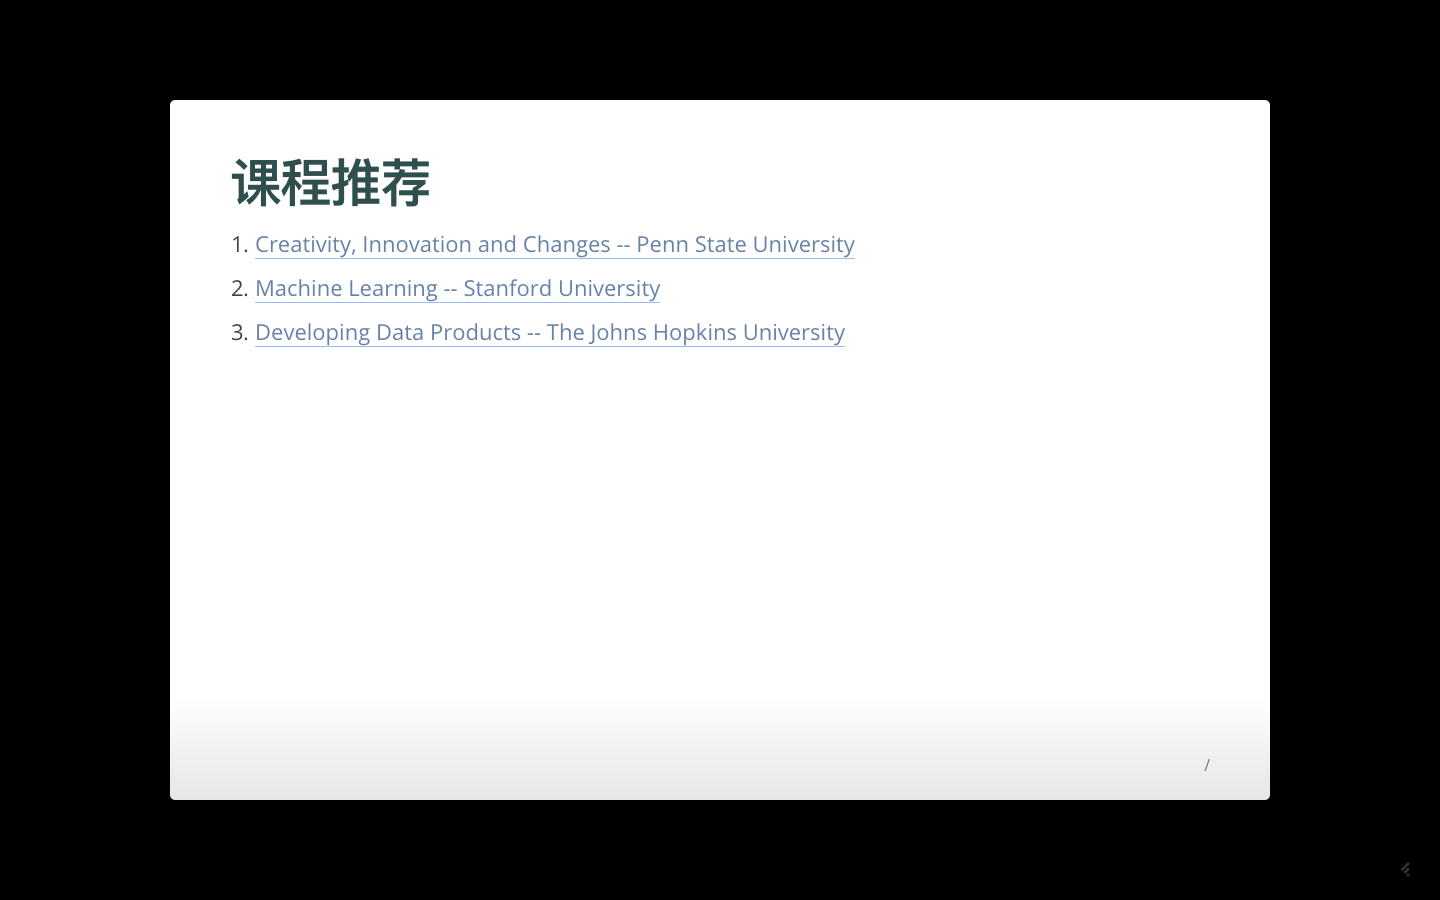 课程推荐
1. Creativity, Innovation and Changes -- Penn State University
2. Machine Learning -- Stanford University
3. Developing Data Products -- The Johns Hopkins University
/